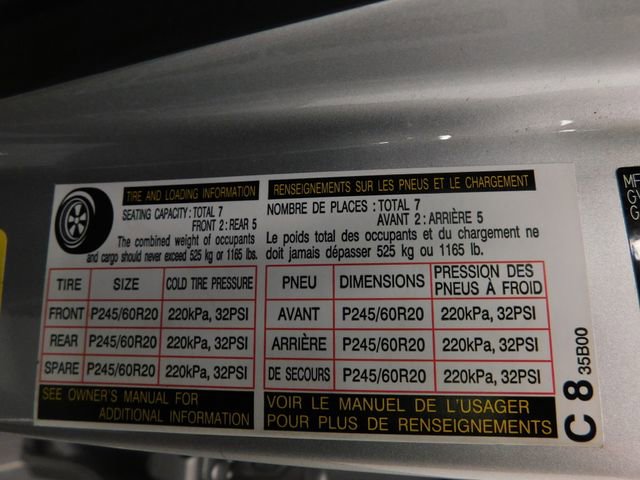 TIRE AND LOADING INFORMATION
SEATING CAPACITY: TOTAL 7
FRONT 2: REAR 5
The combined weight of occupants
and cargo should never exceed 525 kg or 1165 lbs.
TIRE SIZE COLD TIRE PRESSURE
FRONT P245/60R20 220kPa, 32PSI
REAR P245/60R20 220kPa, 32PSI
SPARE P245/60R20 220kPa, 32PSI
SEE OWNER'S MANUAL FOR
ADDITIONAL INFORMATION
RENSEIGNEMENTS SUR LES PNEUS ET LE CHARGEMENT
NOMBRE DE PLACES : TOTAL 7
AVANT 2: ARRIÈRE 5
Le poids total des occupants et du chargement ne
doit jamais dépasser 525 kg ou 1165 lb.
PNEU DIMENSIONS PRESSION DES
PNEUS À FROID
AVANT P245/60R20 220kPa, 32PSI
ARRIÈRE P245/60R20 220kPa, 32PSI
DE SECOURS P245/60R20 220kPa, 32PSI
VOIR LE MANUEL DE L'USAGER
POUR PLUS DE RENSEIGNEMENTS
C 8 35B00